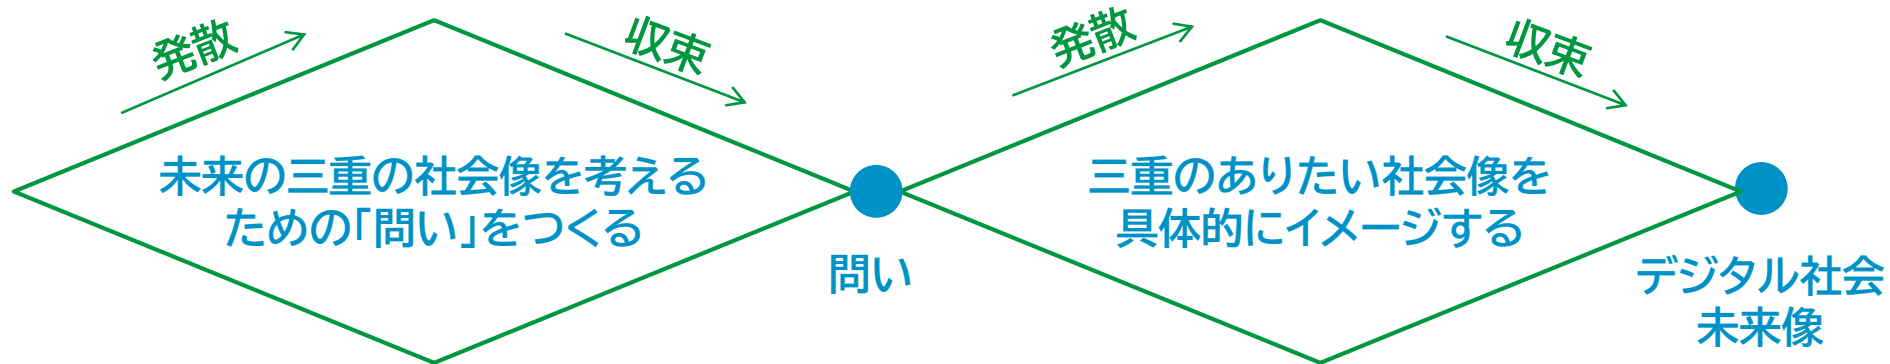 発散
収束
未来の三重の社会像を考える
ための「問い」をつくる
問い
発散
収束
三重のありたい社会像を
具体的にイメージする
デジタル社会
未来像